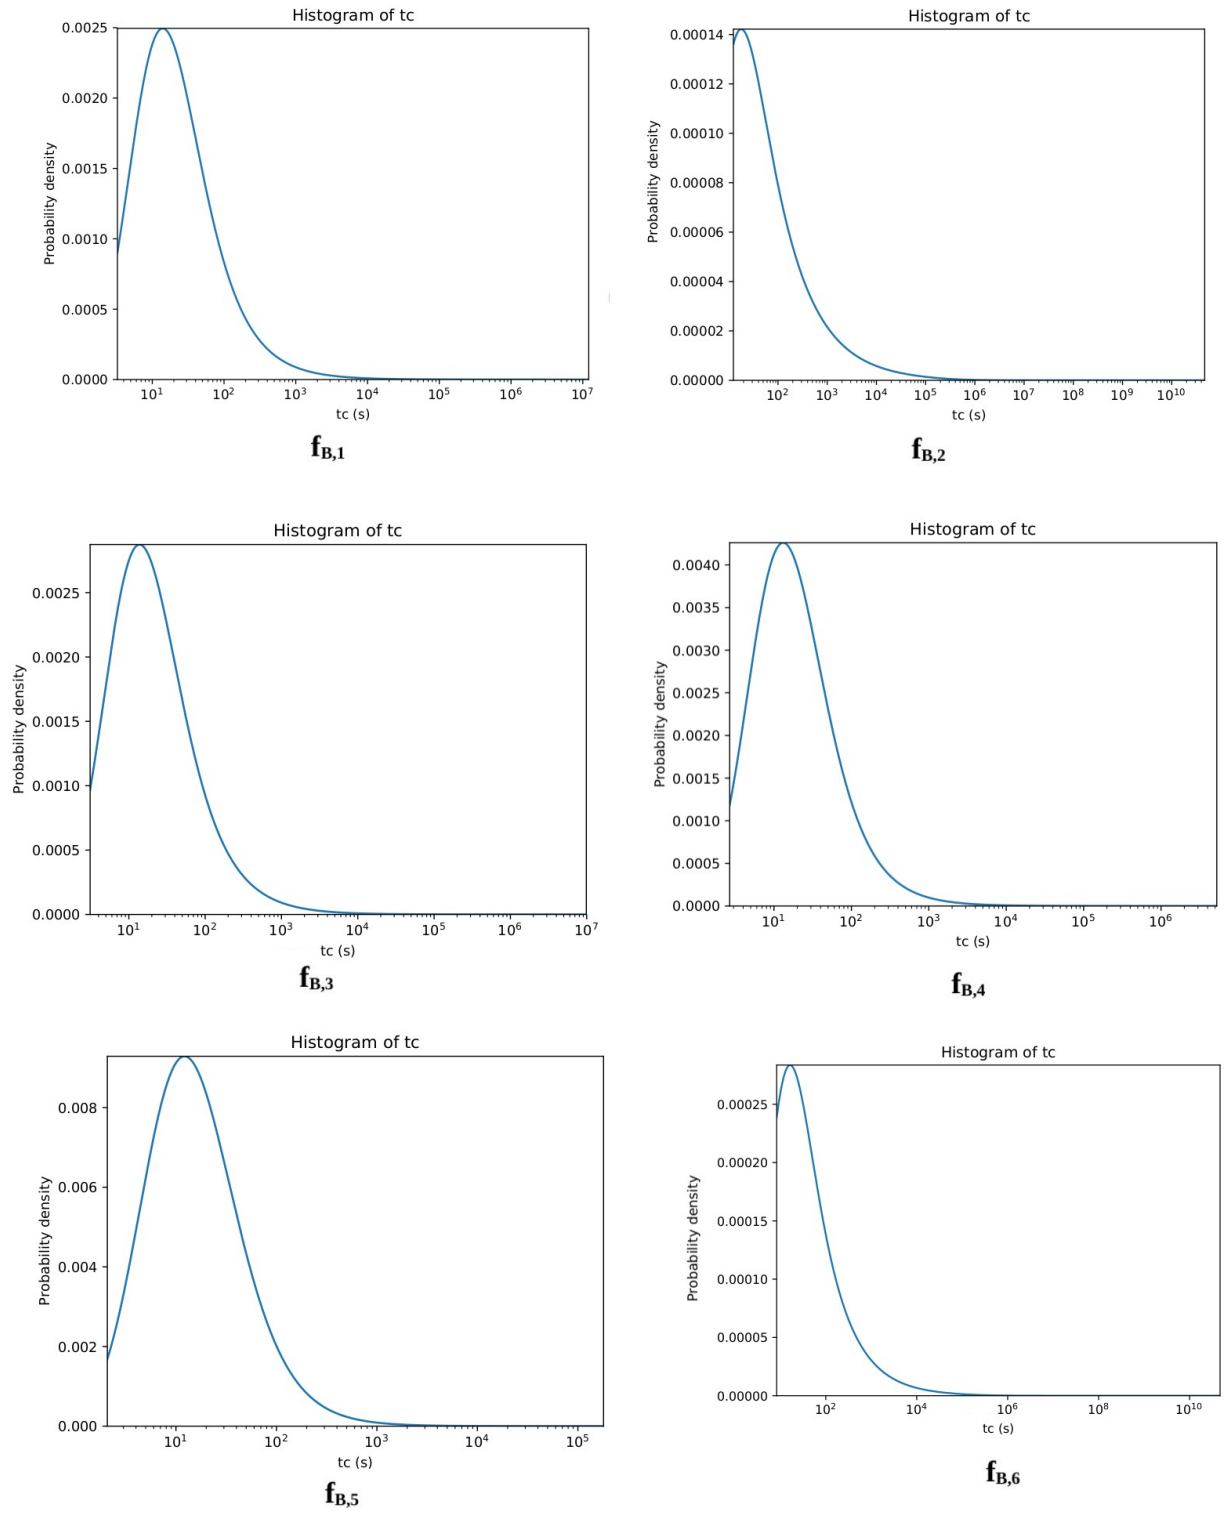 Histogram of tc
0.0025
0.0020
0.0015
0.0010
0.0005
0.0000
Probability density
10¹ 10² 10³ 10⁴ 10⁵ 10⁶ 10⁷
tc (s)
fB,1
Histogram of tc
0.00014
0.00012
0.00010
0.00008
0.00006
0.00004
0.00002
0.00000
Probability density
10² 10³ 10⁴ 10⁵ 10⁶ 10⁷ 10⁸ 10⁹ 10¹⁰
tc (s)
fB,2
Histogram of tc
0.0025
0.0020
0.0015
0.0010
0.0005
0.0000
Probability density
10¹ 10² 10³ 10⁴ 10⁵ 10⁶ 10⁷
tc (s)
fB,3
Histogram of tc
0.0040
0.0035
0.0030
0.0025
0.0020
0.0015
0.0010
0.0005
0.0000
Probability density
10¹ 10² 10³ 10⁴ 10⁵ 10⁶
tc (s)
fB,4
Histogram of tc
0.008
0.006
0.004
0.002
0.000
Probability density
10¹ 10² 10³ 10⁴ 10⁵
tc (s)
fB,5
Histogram of tc
0.00025
0.00020
0.00015
0.00010
0.00005
0.00000
Probability density
10² 10⁴ 10⁶ 10⁸ 10¹⁰
tc (s)
fB,6